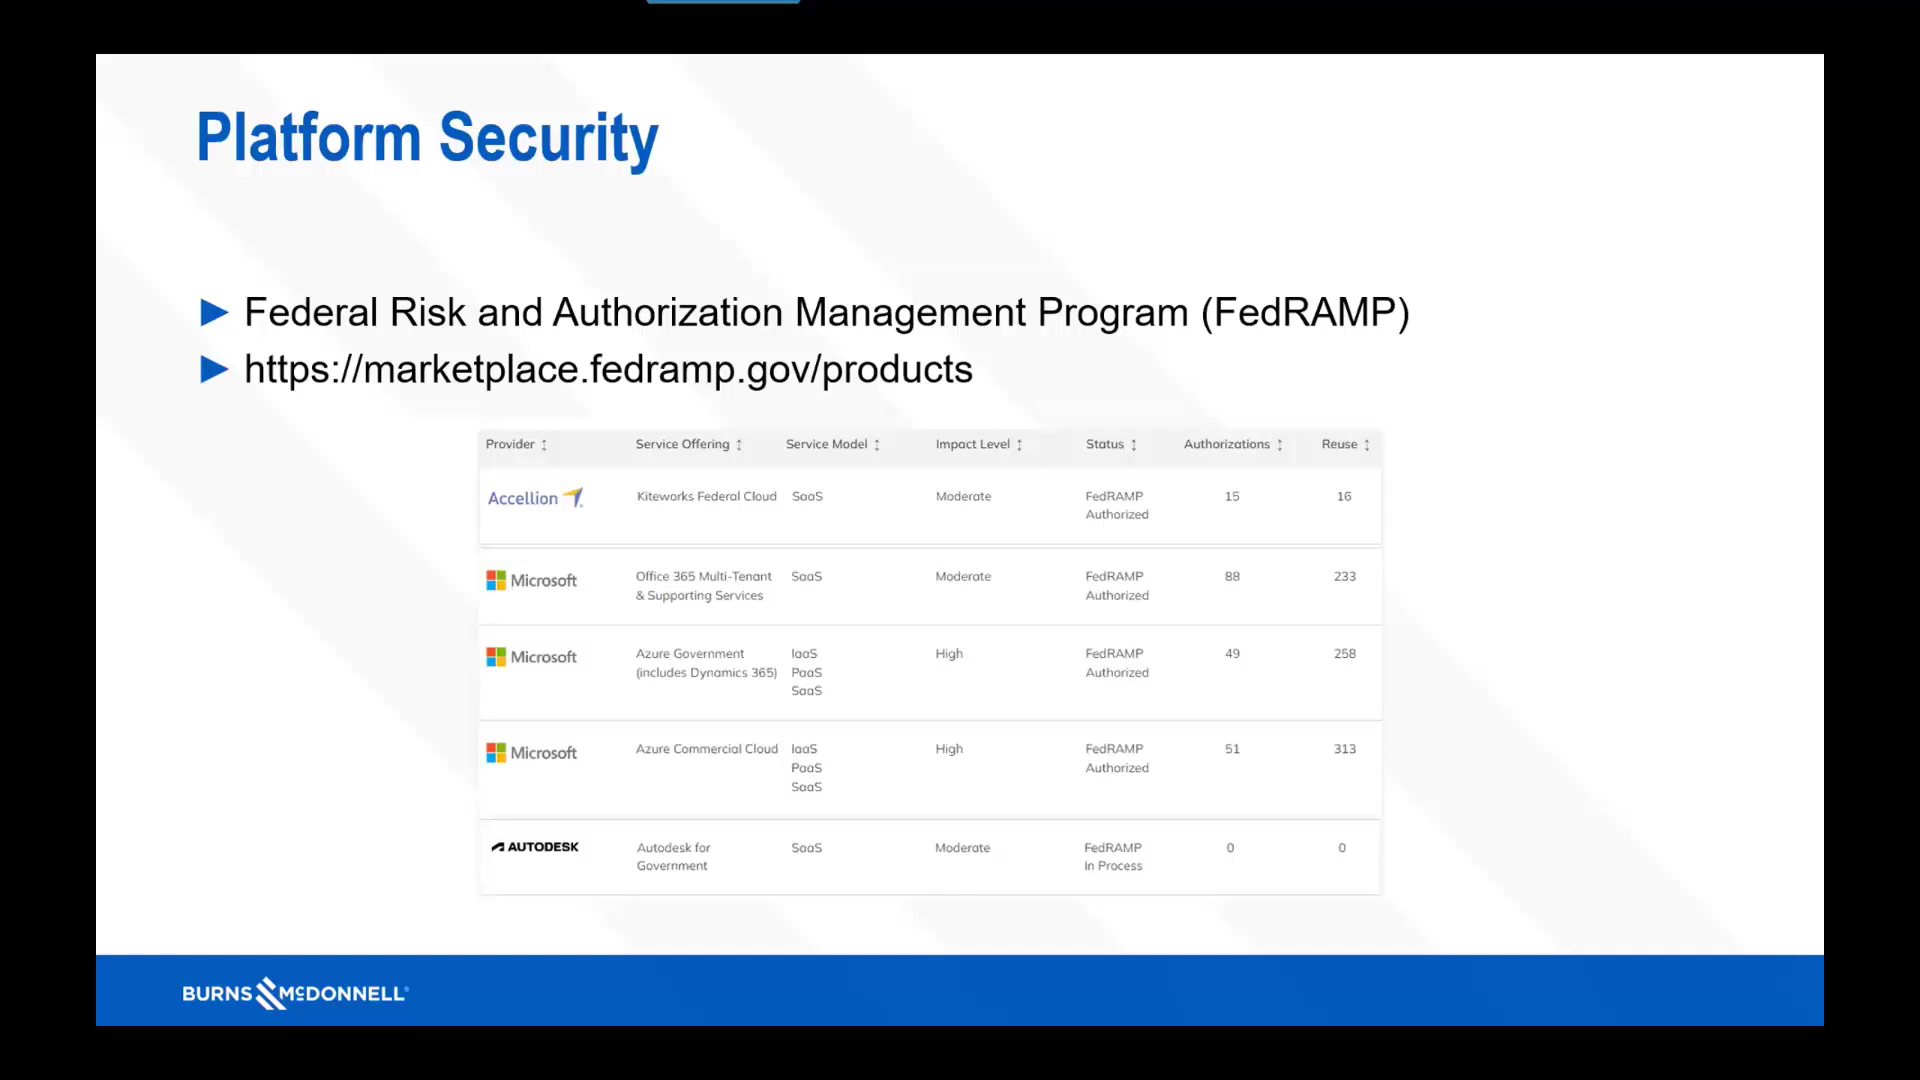 Platform Security
► Federal Risk and Authorization Management Program (FedRAMP)
► https://marketplace.fedramp.gov/products
Provider ↕ Service Offering ↕ Service Model ↕ Impact Level ↕ Status ↕ Authorizations ↕ Reuse ↕
Accellion Kiteworks Federal Cloud SaaS Moderate FedRAMP 15 16
Authorized
Microsoft Office 365 Multi-Tenant SaaS Moderate FedRAMP 88 233
& Supporting Services Authorized
Microsoft Azure Government IaaS High FedRAMP 49 258
(includes Dynamics 365) PaaS Authorized
SaaS
Microsoft Azure Commercial Cloud IaaS High FedRAMP 51 313
PaaS Authorized
SaaS
AUTODESK Autodesk for SaaS Moderate FedRAMP 0 0
Government In Process
BURNS McDONNELL®